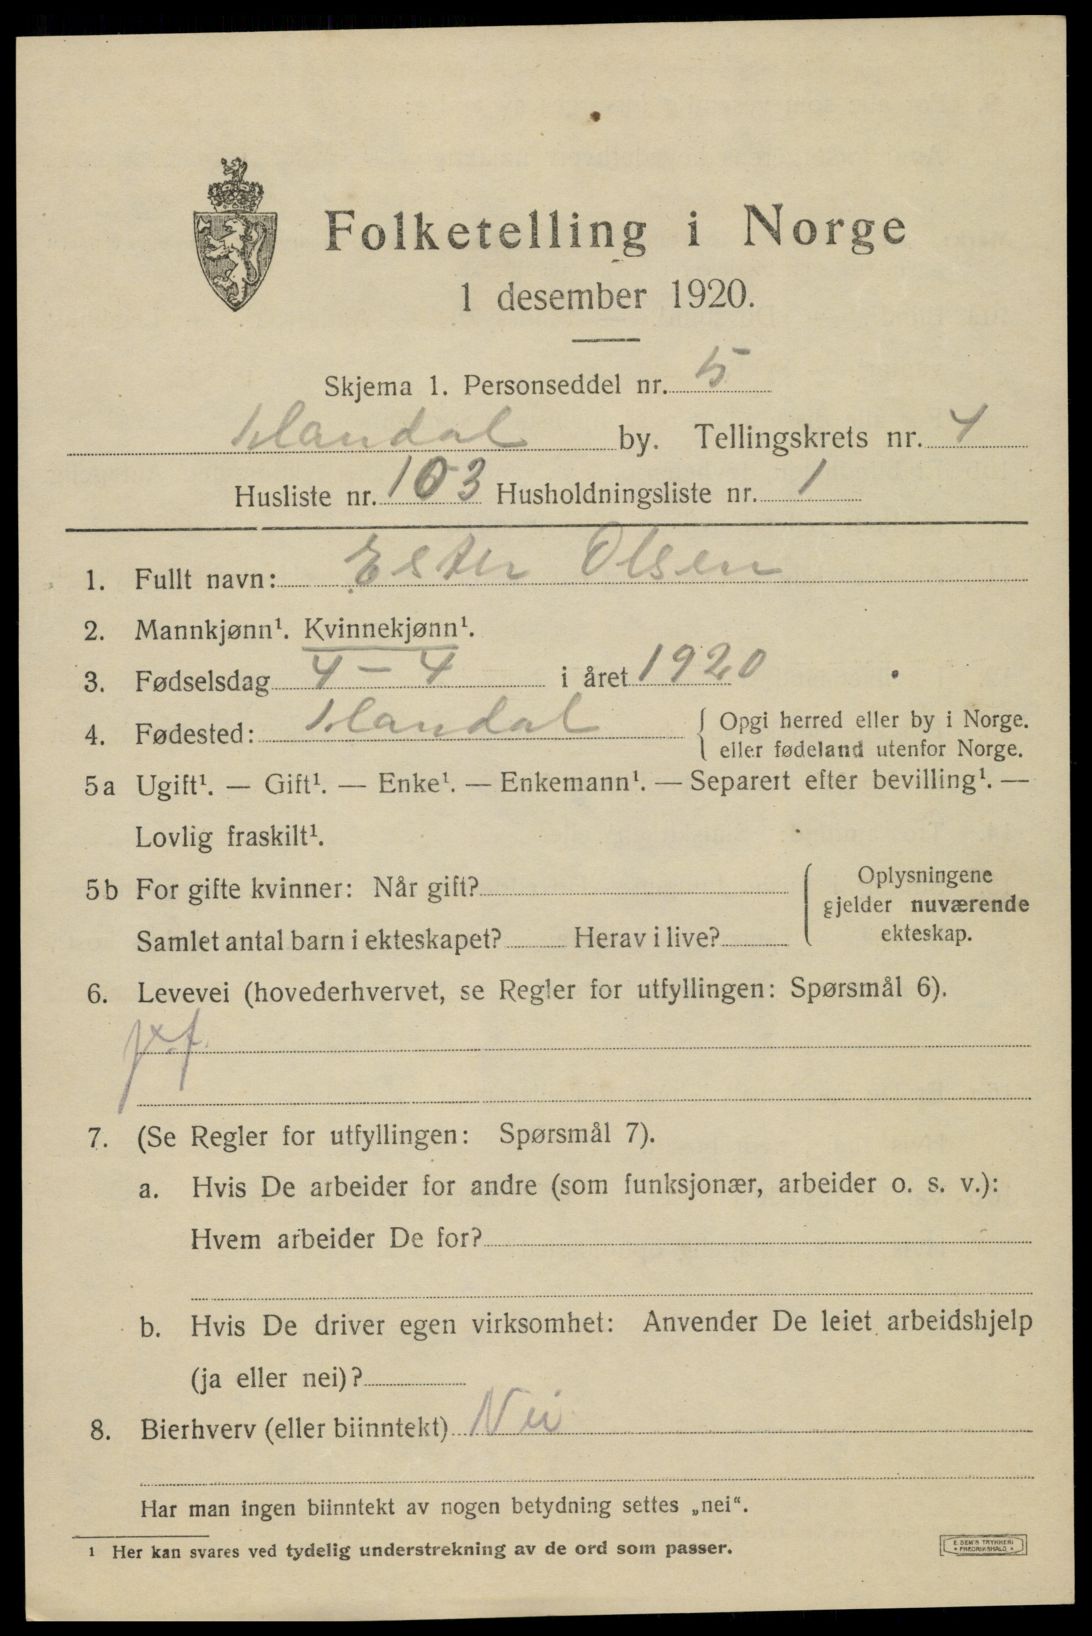 Folketelling i Norge
1 desember 1920.
Skjema 1. Personseddel nr. 5
Mandal by. Tellingskrets nr. 4
Husliste nr. 103 Husholdningsliste nr. 1
1. Fullt navn: Ester Olsen
2. Mannkjønn¹. Kvinnekjønn¹.
3. Fødselsdag 4 – 4 i året 1920
4. Fødested: Mandal { Opgi herred eller by i Norge.
eller fødeland utenfor Norge.
5a Ugift¹. — Gift¹. — Enke¹. — Enkemann¹. — Separert efter bevilling¹. —
Lovlig fraskilt¹.
5b For gifte kvinner: Når gift? ( Oplysningene
gjelder nuværende
Samlet antal barn i ekteskapet? Herav i live? ekteskap.
6. Levevei (hovederhvervet, se Regler for utfyllingen: Spørsmål 6).
7. (Se Regler for utfyllingen: Spørsmål 7).
a. Hvis De arbeider for andre (som funksjonær, arbeider o. s. v.):
Hvem arbeider De for?
b. Hvis De driver egen virksomhet: Anvender De leiet arbeidshjelp
(ja eller nei)?
8. Bierhverv (eller biinntekt) Nei
Har man ingen biinntekt av nogen betydning settes „nei“.
¹ Her kan svares ved tydelig understrekning av de ord som passer.
E. SEM'S TRYKKERI
• FREDRIKSHALD •